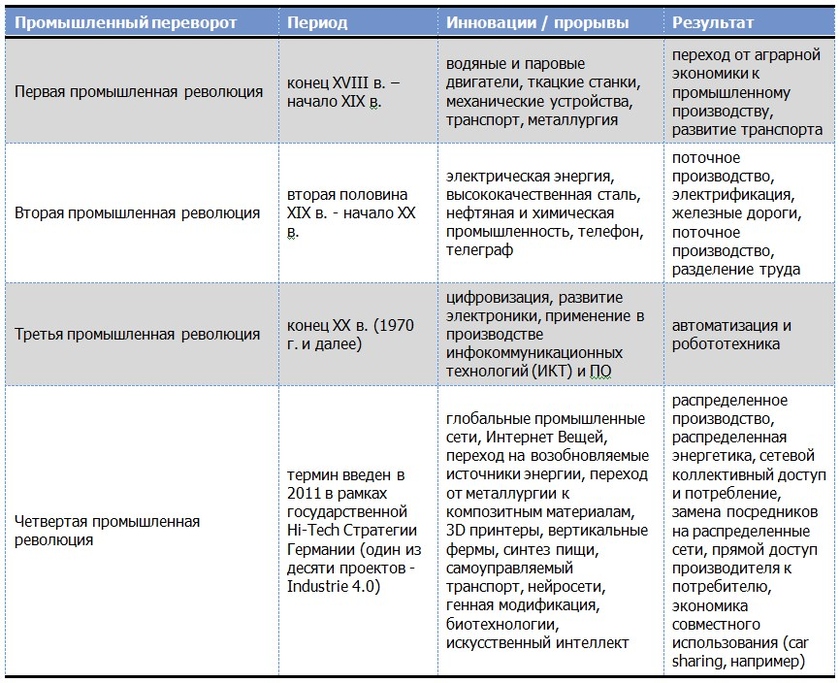 Промышленный переворот
Период
Инновации / прорывы
Результат
Первая промышленная революция
конец XVIII в. –
начало XIX в.
водяные и паровые
двигатели, ткацкие станки,
механические устройства,
транспорт, металлургия
переход от аграрной
экономики к
промышленному
производству,
развитие транспорта
Вторая промышленная революция
вторая половина
XIX в. - начало XX
в.
электрическая энергия,
высококачественная сталь,
нефтяная и химическая
промышленность, телефон,
телеграф
поточное
производство,
электрификация,
железные дороги,
поточное
производство,
разделение труда
Третья промышленная революция
конец XX в. (1970
г. и далее)
цифровизация, развитие
электроники, применение в
производстве
инфокоммуникационных
технологий (ИКТ) и ПО
автоматизация и
робототехника
Четвертая промышленная
революция
термин введен в
2011 в рамках
государственной
Hi-Tech Стратегии
Германии (один из
десяти проектов -
Industrie 4.0)
глобальные промышленные
сети, Интернет Вещей,
переход на возобновляемые
источники энергии, переход
от металлургии к
композитным материалам,
3D принтеры, вертикальные
фермы, синтез пищи,
самоуправляемый
транспорт, нейросети,
генная модификация,
биотехнологии,
искусственный интеллект
распределенное
производство,
распределенная
энергетика, сетевой
коллективный доступ
и потребление,
замена посредников
на распределенные
сети, прямой доступ
производителя к
потребителю,
экономика
совместного
использования (car
sharing, например)